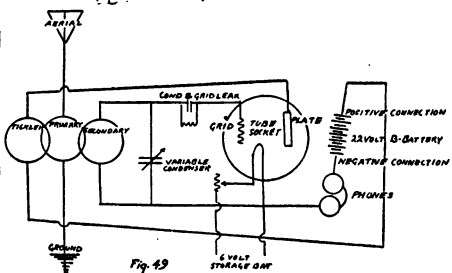 AERIAL
COND & GRIDLEAK
TICKLER
PRIMARY
SECONDARY
GRID
TUBE
SOCKET
PLATE
POSITIVE CONNECTION
22 VOLT B-BATTERY
NEGATIVE CONNECTION
VARIABLE
CONDENSER
PHONES
GROUND
Fig. 49
6 VOLT
STORAGE BAT